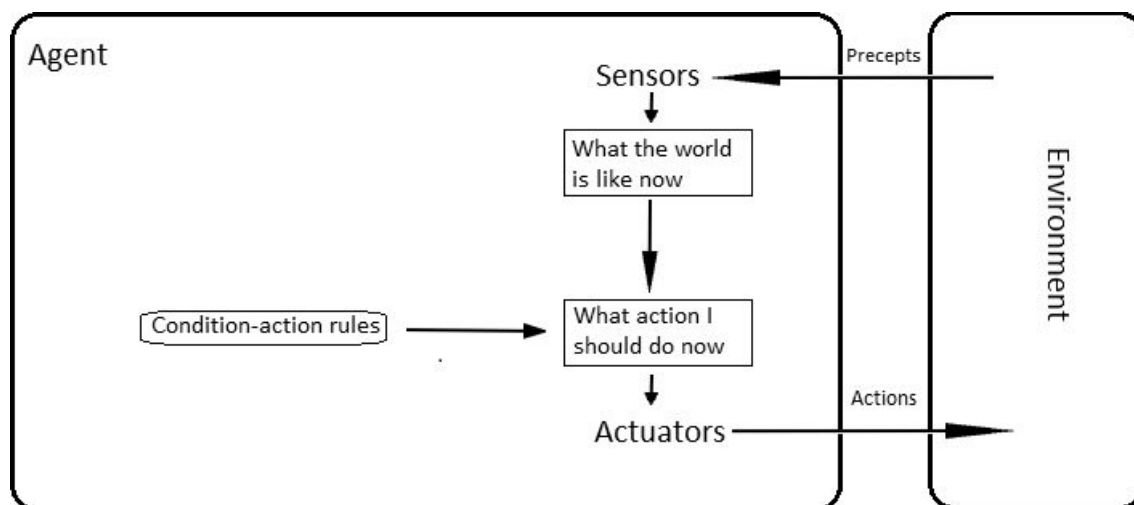 Agent
Precepts
Sensors
What the world
is like now
Environment
Condition-action rules
What action I
should do now
Actions
Actuators